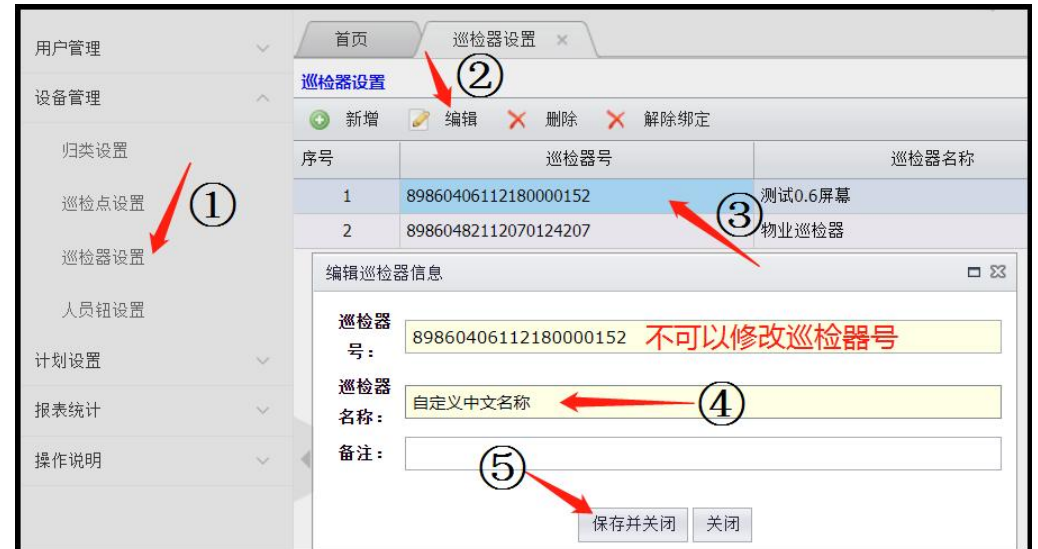 用户管理
设备管理
归类设置
巡检点设置
①
巡检器设置
人员钮设置
计划设置
报表统计
操作说明
首页 巡检器设置 ×
②
巡检器设置
新增 编辑 删除 解除绑定
序号 巡检器号 巡检器名称
1 89860406112180000152 测试0.6屏幕
③
2 89860482112070124207 物业巡检器
编辑巡检器信息
巡检器号： 89860406112180000152 不可以修改巡检器号
巡检器名称： 自定义中文名称 ④
备注：
⑤
保存并关闭 关闭